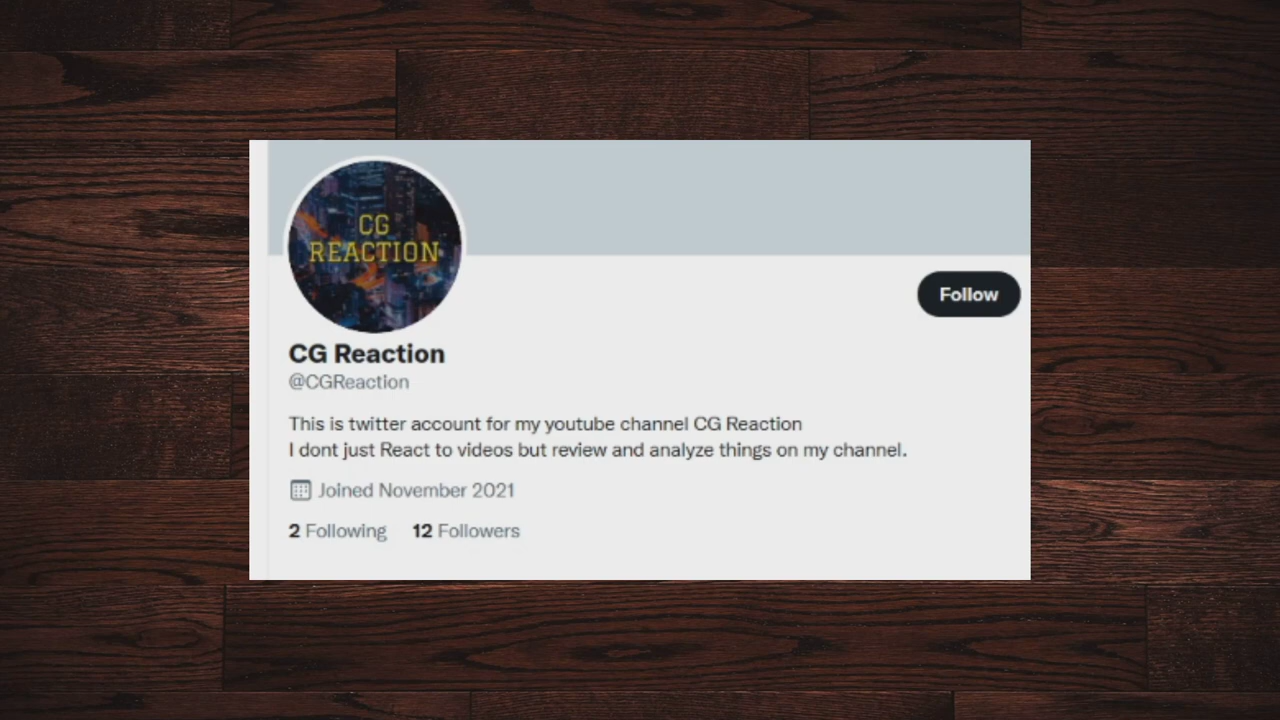 CG
REACTION
Follow
CG Reaction
@CGReaction
This is twitter account for my youtube channel CG Reaction
I dont just React to videos but review and analyze things on my channel.
Joined November 2021
2 Following 12 Followers